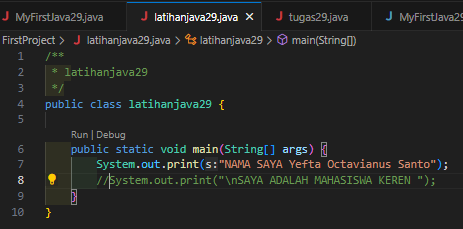 MyFirstJava29.java latihanjava29.java tugas29.java MyFirstJava29
FirstProject > latihanjava29.java > latihanjava29 > main(String[])
1 /**
2 * latihanjava29
3 */
4 public class latihanjava29 {
5
Run | Debug
6 public static void main(String[] args) {
7 System.out.print(s:"NAMA SAYA Yefta Octavianus Santo");
8 //System.out.print("\nSAYA ADALAH MAHASISWA KEREN ");
9 }
10 }